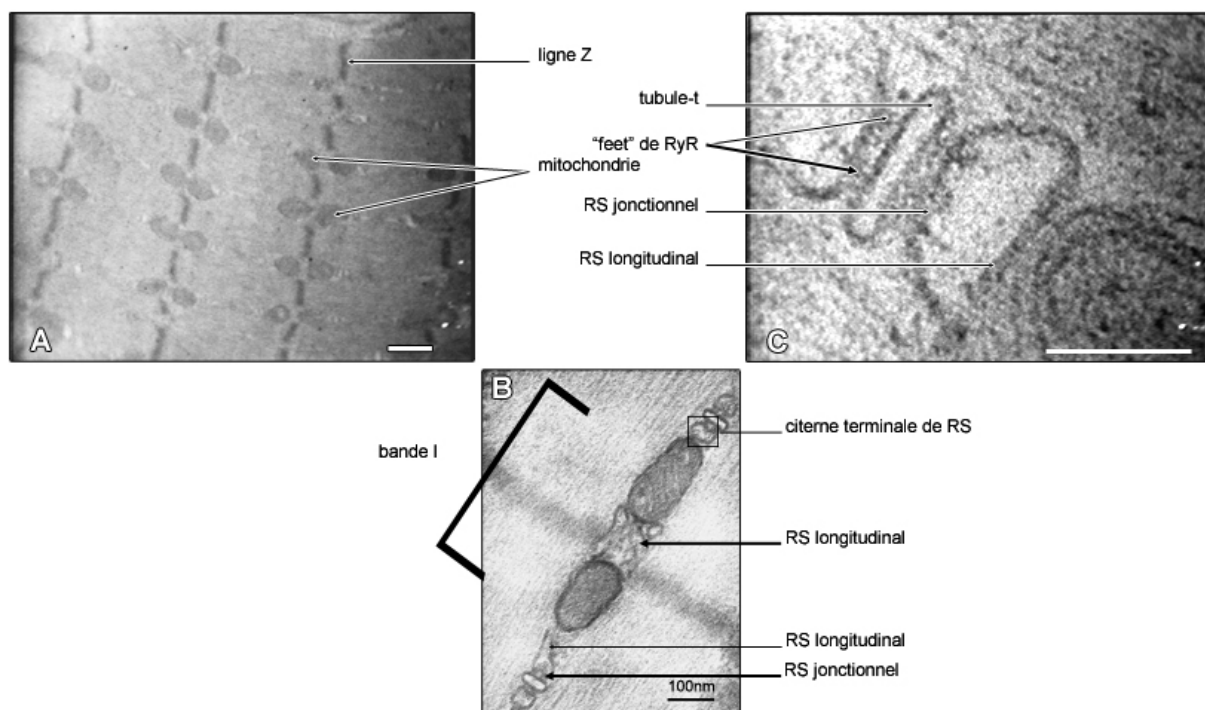 ligne Z
mitochondrie
A
tubule-t
"feet" de RyR
RS jonctionnel
RS longitudinal
C
B
bande I
citerne terminale de RS
RS longitudinal
RS longitudinal
RS jonctionnel
100nm